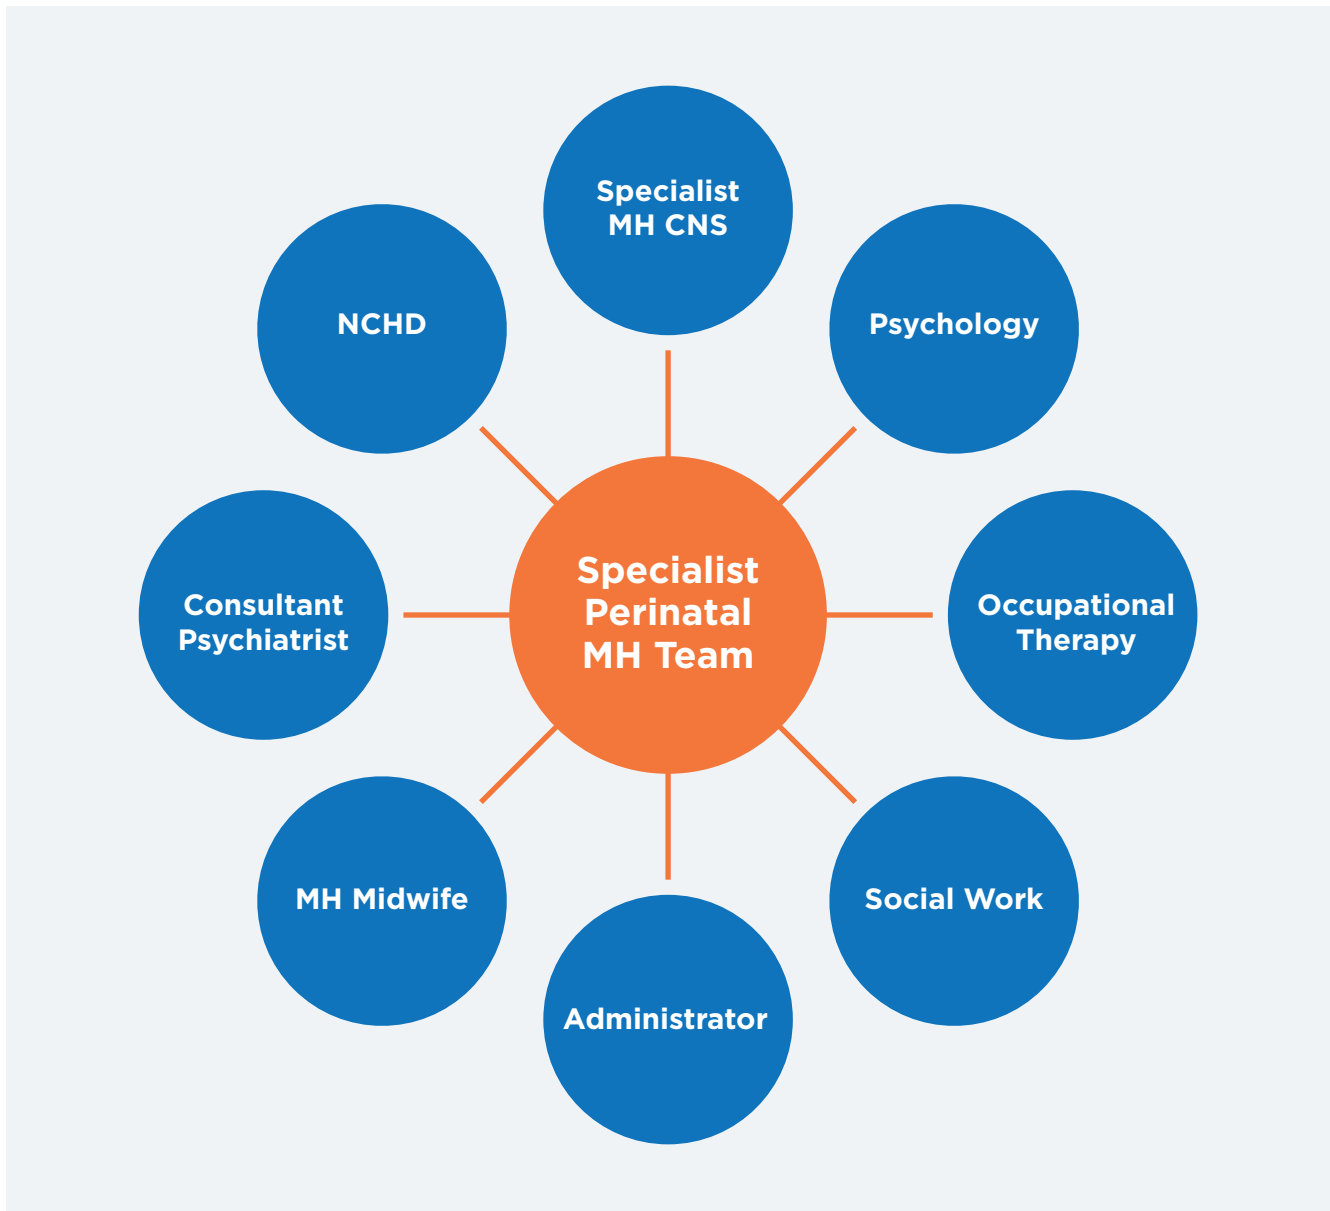 Specialist
MH CNS
NCHD
Psychology
Specialist
Perinatal
MH Team
Consultant
Psychiatrist
Occupational
Therapy
MH Midwife
Social Work
Administrator